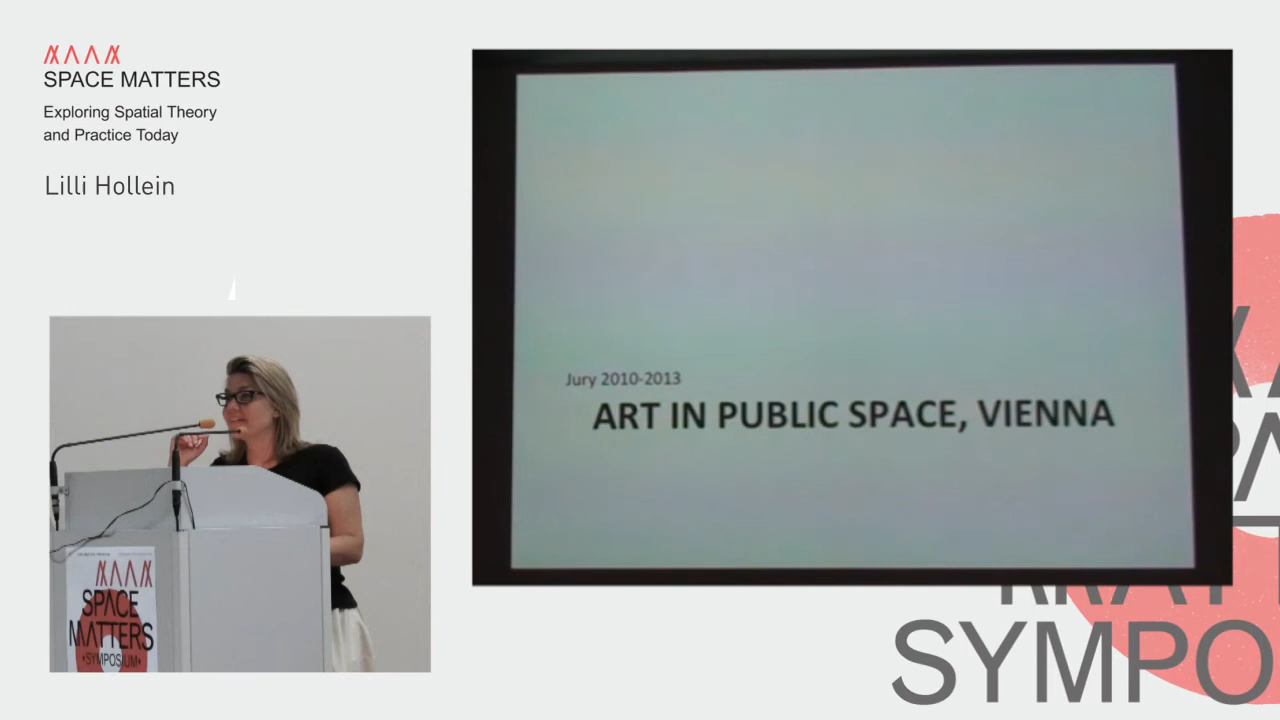 SPACE MATTERS
Exploring Spatial Theory
and Practice Today
Lilli Hollein
Jury 2010-2013
ART IN PUBLIC SPACE, VIENNA
SPACE
MATTERS
SYMPOSIUM
SYMPO